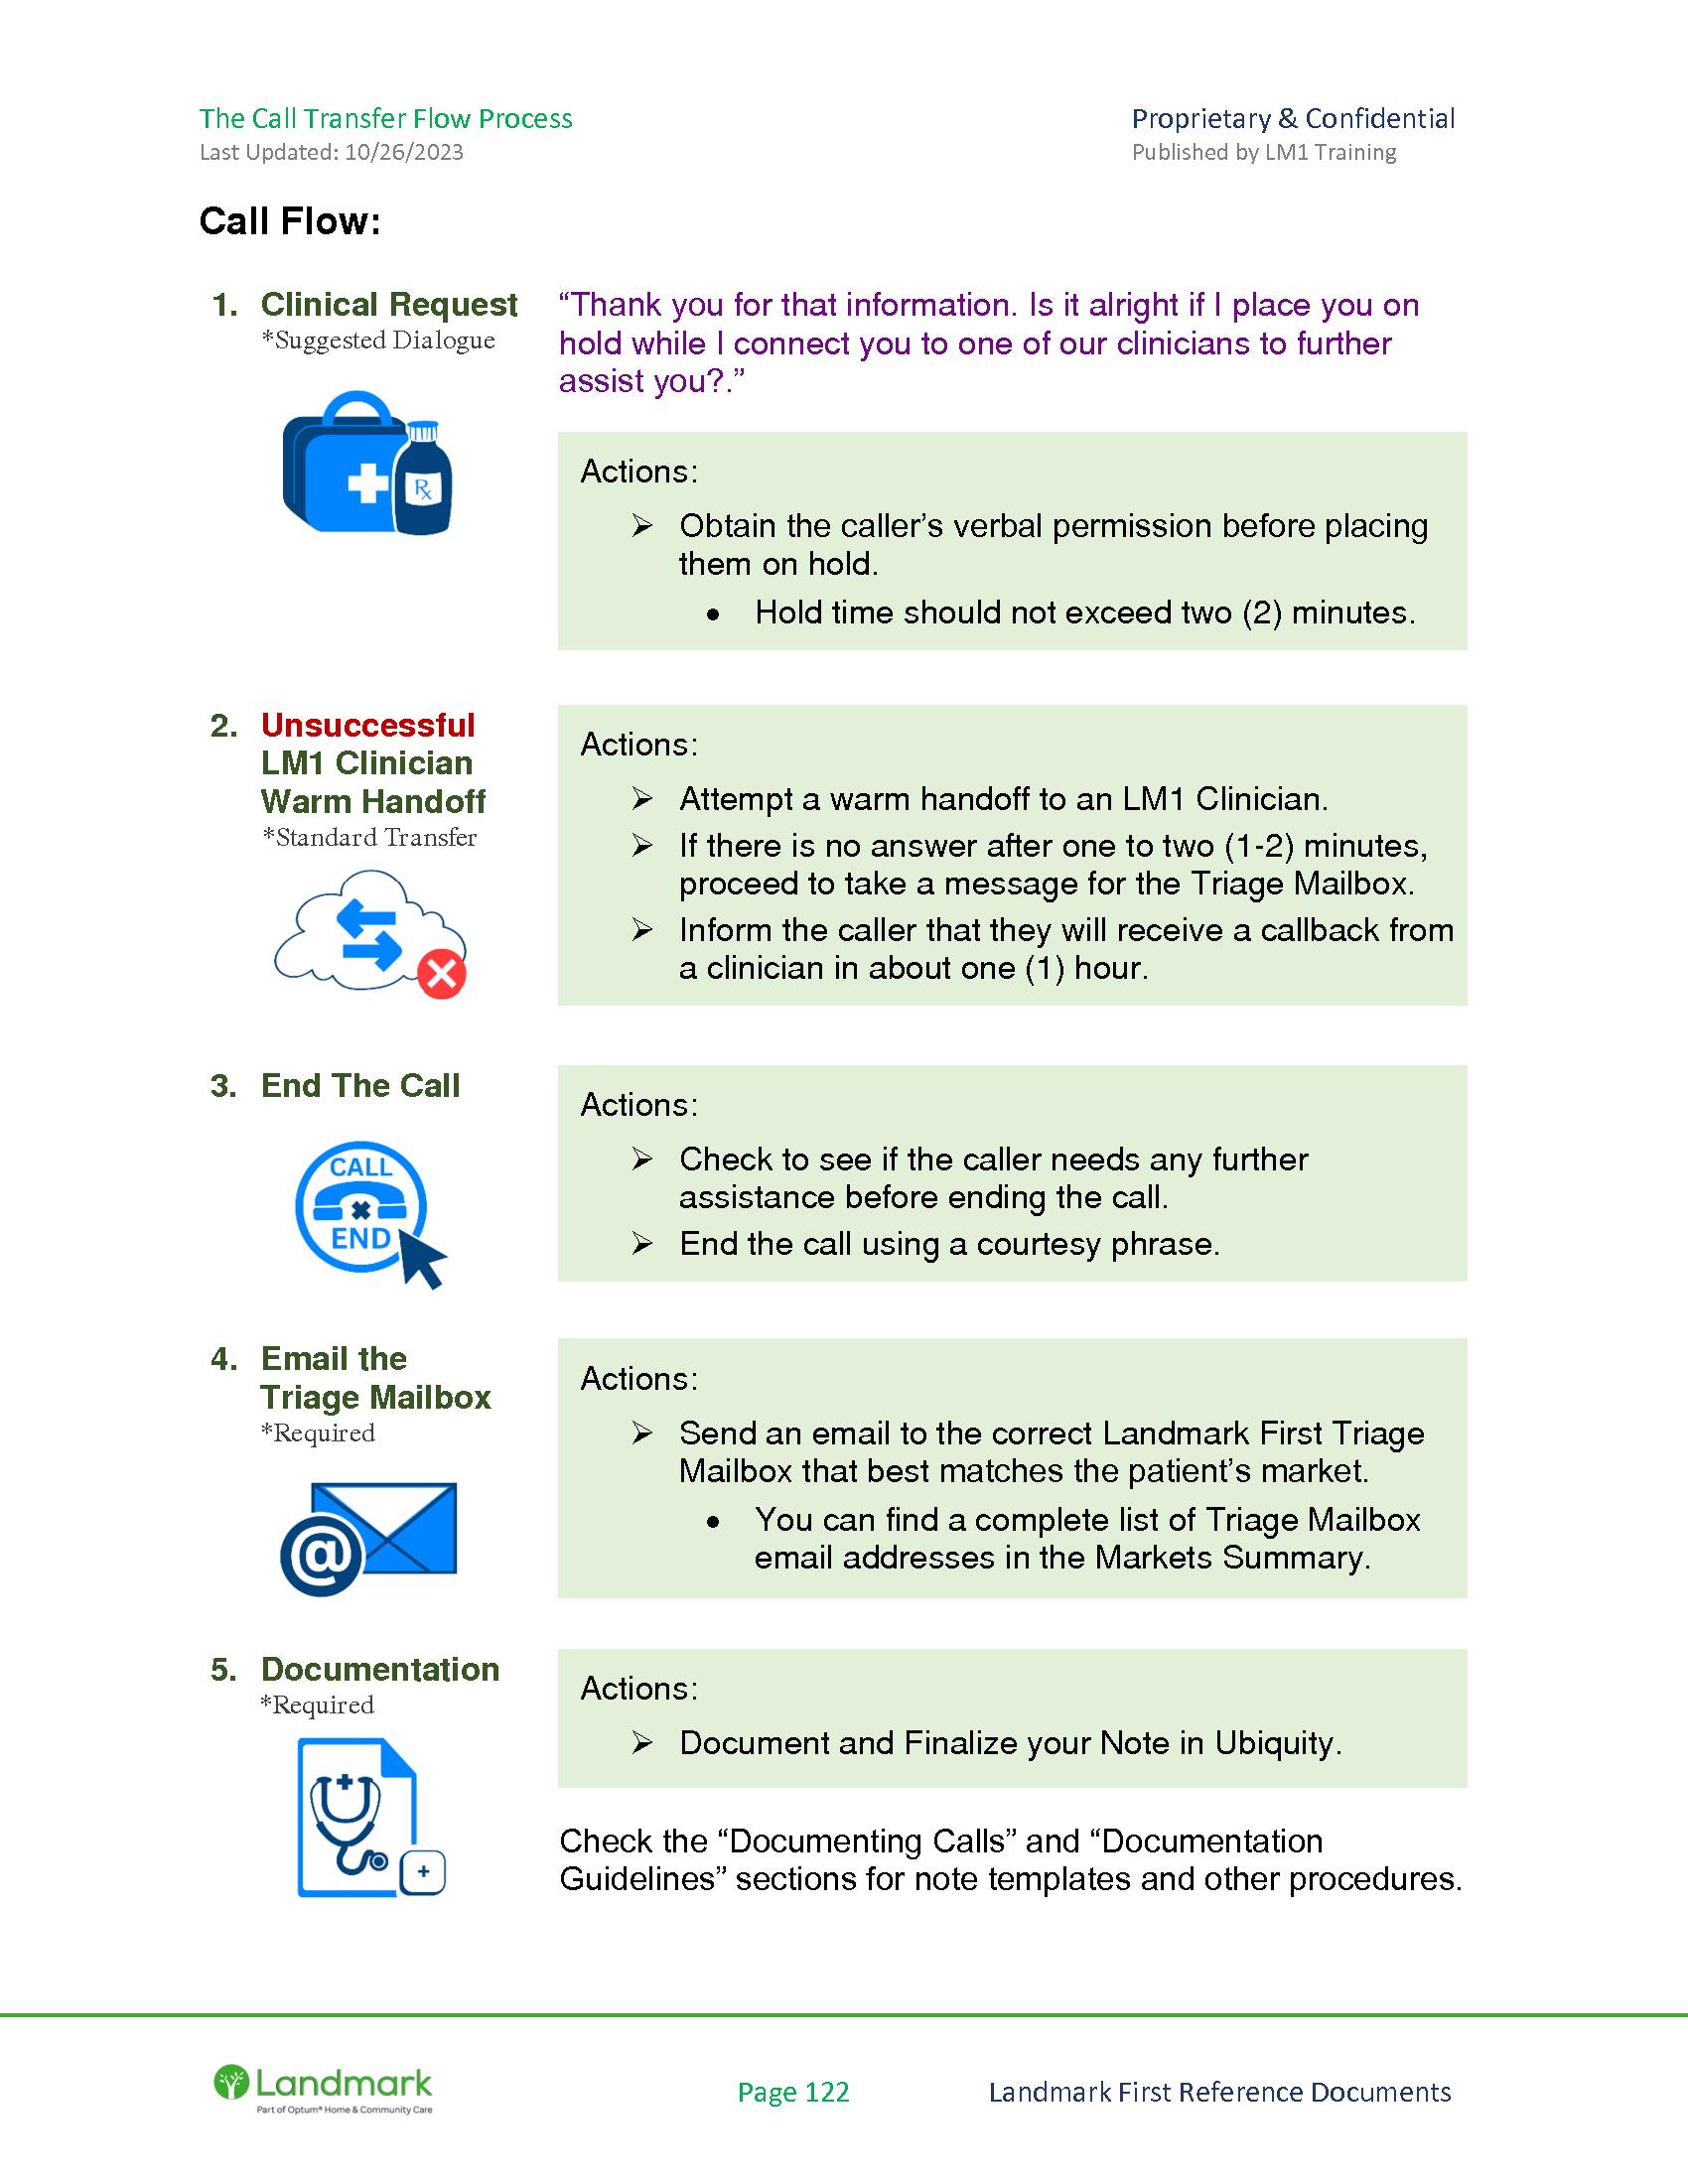 The Call Transfer Flow Process
Proprietary & Confidential
Last Updated: 10/26/2023
Published by LM1 Training
Call Flow:
1. Clinical Request
*Suggested Dialogue
“Thank you for that information. Is it alright if I place you on
hold while I connect you to one of our clinicians to further
assist you?.”
Rx
Actions:
➢ Obtain the caller’s verbal permission before placing
them on hold.
• Hold time should not exceed two (2) minutes.
2. Unsuccessful
LM1 Clinician
Warm Handoff
*Standard Transfer
Actions:
➢ Attempt a warm handoff to an LM1 Clinician.
➢ If there is no answer after one to two (1-2) minutes,
proceed to take a message for the Triage Mailbox.
➢ Inform the caller that they will receive a callback from
a clinician in about one (1) hour.
3. End The Call
CALL
END
Actions:
➢ Check to see if the caller needs any further
assistance before ending the call.
➢ End the call using a courtesy phrase.
4. Email the
Triage Mailbox
*Required
@
Actions:
➢ Send an email to the correct Landmark First Triage
Mailbox that best matches the patient’s market.
• You can find a complete list of Triage Mailbox
email addresses in the Markets Summary.
5. Documentation
*Required
Actions:
➢ Document and Finalize your Note in Ubiquity.
Check the “Documenting Calls” and “Documentation
Guidelines” sections for note templates and other procedures.
Landmark
Part of Optum® Home & Community Care
Page 122
Landmark First Reference Documents